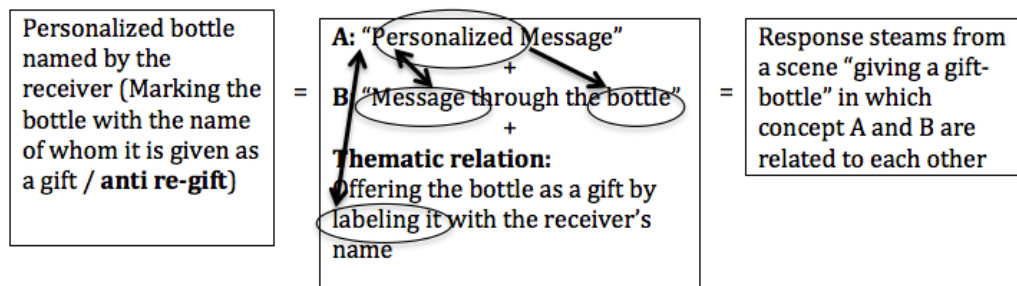 Personalized bottle
named by the
receiver (Marking the
bottle with the name
of whom it is given as
a gift / anti re-gift)
=
A: “Personalized Message”
+
B: “Message through the bottle”
+
Thematic relation:
Offering the bottle as a gift by
labeling it with the receiver’s
name
=
Response steams from
a scene “giving a gift-
bottle” in which
concept A and B are
related to each other